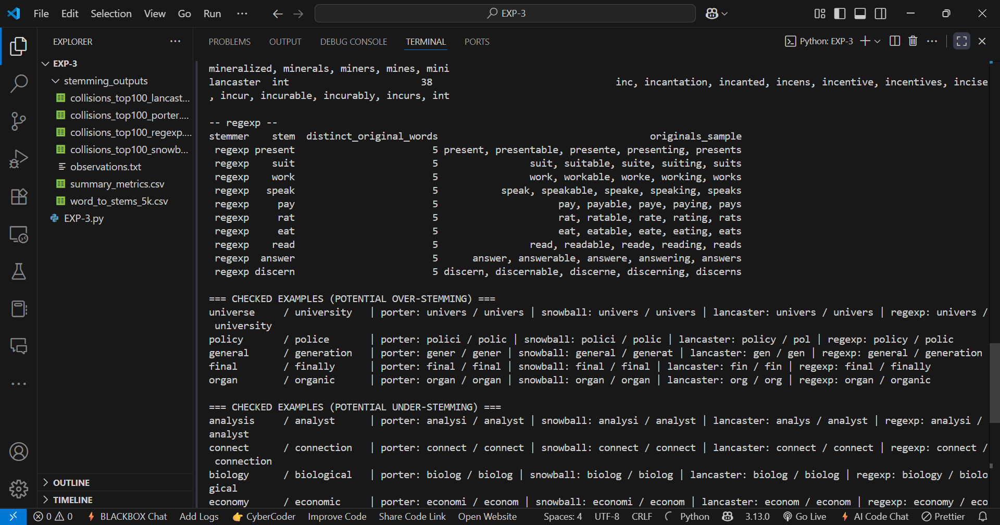 File Edit Selection View Go Run ··· EXP-3
EXPLORER ···
EXP-3
stemming_outputs
collisions_top100_lancast...
collisions_top100_porter....
collisions_top100_regexp....
collisions_top100_snowb...
observations.txt
summary_metrics.csv
word_to_stems_5k.csv
EXP-3.py
OUTLINE
TIMELINE
PROBLEMS OUTPUT DEBUG CONSOLE TERMINAL PORTS Python: EXP-3
mineralized, minerals, miners, mines, mini
lancaster int 38 inc, incantation, incanted, incens, incentive, incentives, incise
, incur, incurable, incurably, incurs, int
-- regexp --
stemmer stem distinct_original_words originals_sample
regexp present 5 present, presentable, presente, presenting, presents
regexp suit 5 suit, suitable, suite, suiting, suits
regexp work 5 work, workable, worke, working, works
regexp speak 5 speak, speakable, speake, speaking, speaks
regexp pay 5 pay, payable, paye, paying, pays
regexp rat 5 rat, ratable, rate, rating, rats
regexp eat 5 eat, eatable, eate, eating, eats
regexp read 5 read, readable, reade, reading, reads
regexp answer 5 answer, answerable, answere, answering, answers
regexp discern 5 discern, discernable, discerne, discerning, discerns
=== CHECKED EXAMPLES (POTENTIAL OVER-STEMMING) ===
universe / university | porter: univers / univers | snowball: univers / univers | lancaster: univers / univers | regexp: univers /
university
policy / police | porter: polici / polic | snowball: polici / polic | lancaster: policy / pol | regexp: policy / polic
general / generation | porter: gener / gener | snowball: general / generat | lancaster: gen / gen | regexp: general / generation
final / finally | porter: final / final | snowball: final / final | lancaster: fin / fin | regexp: final / finally
organ / organic | porter: organ / organ | snowball: organ / organ | lancaster: org / org | regexp: organ / organic
=== CHECKED EXAMPLES (POTENTIAL UNDER-STEMMING) ===
analysis / analyst | porter: analysi / analyst | snowball: analysi / analyst | lancaster: analys / analyst | regexp: analysi /
analyst
connect / connection | porter: connect / connect | snowball: connect / connect | lancaster: connect / connect | regexp: connect /
connection
biology / biological | porter: biolog / biolog | snowball: biolog / biolog | lancaster: biolog / biolog | regexp: biology / biolo
gical
economy / economic | porter: economi / econom | snowball: economi / econom | lancaster: econom / econom | regexp: economy / eco
0 0 BLACKBOX Chat Add Logs CyberCoder Improve Code Share Code Link Open Website Spaces: 4 UTF-8 CRLF Python 3.13.0 Go Live AI Code Chat Prettier